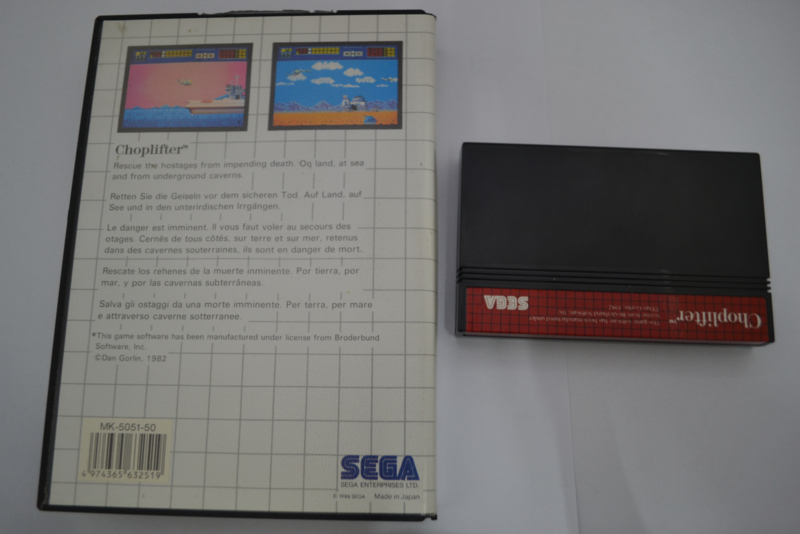 Choplifter™
Rescue the hostages from impending death. On land, at sea
and from underground caverns.
Retten Sie die Geiseln vor dem sicheren Tod. Auf Land, auf
See und in den unterirdischen Irrgängen.
Le danger est imminent. Il vous faut voler au secours des
otages. Cernés de tous côtés, sur terre et sur mer, retenus
dans des cavernes souterraines, ils sont en danger de mort.
Rescate los rehenes de la muerte inminente. Por tierra, por
mar, y por las cavernas subterrâneas.
Salva gli ostaggi da una morte imminente. Per terra, per mare
e attraverso caverne sotterranee.
*This game software has been manufactured under license from Broderbund
Software, Inc.
©Dan Gorlin, 1982
MK-5051-50
4 974365 632519
SEGA
SEGA ENTERPRISES LTD.
SEGA Made in Japan
Choplifter™
SEGA